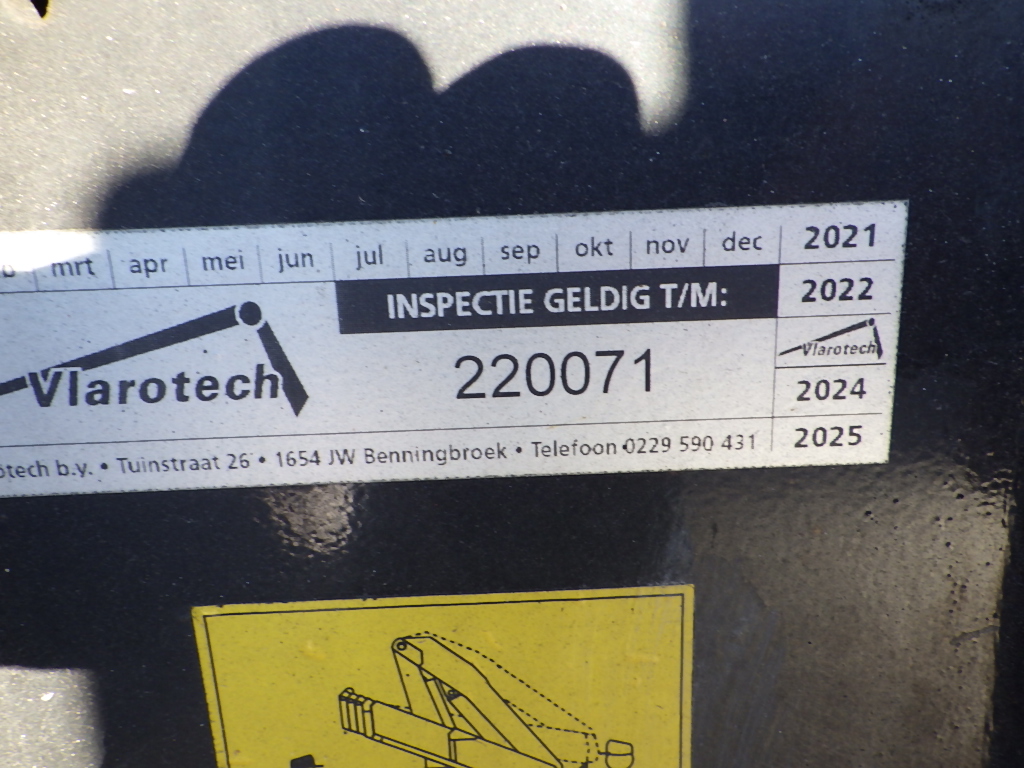 mrt apr mei jun jul aug sep okt nov dec 2021
INSPECTIE GELDIG T/M: 2022
Vlarotech 220071 Vlarotech
2024
b.v. • Tuinstraat 26 • 1654 JW Benningbroek • Telefoon 0229 590 431 2025